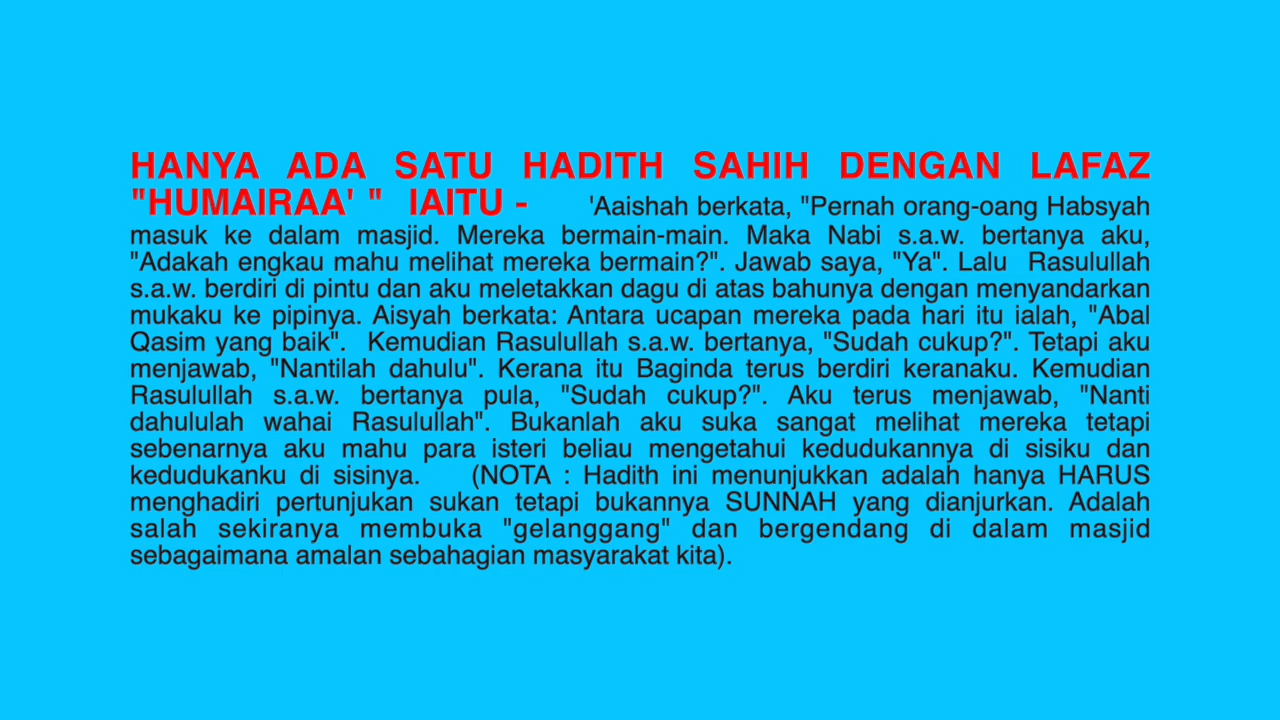 HANYA ADA SATU HADITH SAHIH DENGAN LAFAZ
"HUMAIRAA' " IAITU - 'Aaishah berkata, "Pernah orang-oang Habsyah
masuk ke dalam masjid. Mereka bermain-main. Maka Nabi s.a.w. bertanya aku,
"Adakah engkau mahu melihat mereka bermain?". Jawab saya, "Ya". Lalu Rasulullah
s.a.w. berdiri di pintu dan aku meletakkan dagu di atas bahunya dengan menyandarkan
mukaku ke pipinya. Aisyah berkata: Antara ucapan mereka pada hari itu ialah, "Abal
Qasim yang baik". Kemudian Rasulullah s.a.w. bertanya, "Sudah cukup?". Tetapi aku
menjawab, "Nantilah dahulu". Kerana itu Baginda terus berdiri keranaku. Kemudian
Rasulullah s.a.w. bertanya pula, "Sudah cukup?". Aku terus menjawab, "Nanti
dahululah wahai Rasulullah". Bukanlah aku suka sangat melihat mereka tetapi
sebenarnya aku mahu para isteri beliau mengetahui kedudukannya di sisiku dan
kedudukanku di sisinya. (NOTA : Hadith ini menunjukkan adalah hanya HARUS
menghadiri pertunjukan sukan tetapi bukannya SUNNAH yang dianjurkan. Adalah
salah sekiranya membuka "gelanggang" dan bergendang di dalam masjid
sebagaimana amalan sebahagian masyarakat kita).